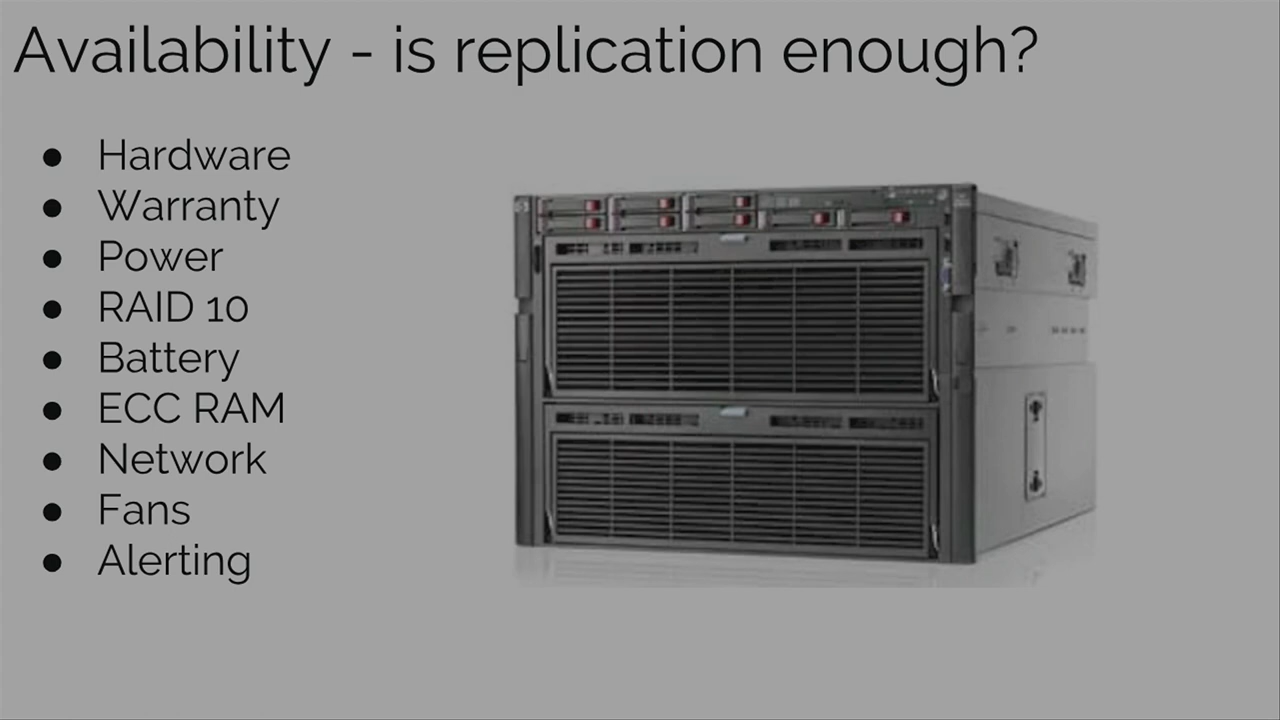 Availability - is replication enough?
● Hardware
● Warranty
● Power
● RAID 10
● Battery
● ECC RAM
● Network
● Fans
● Alerting